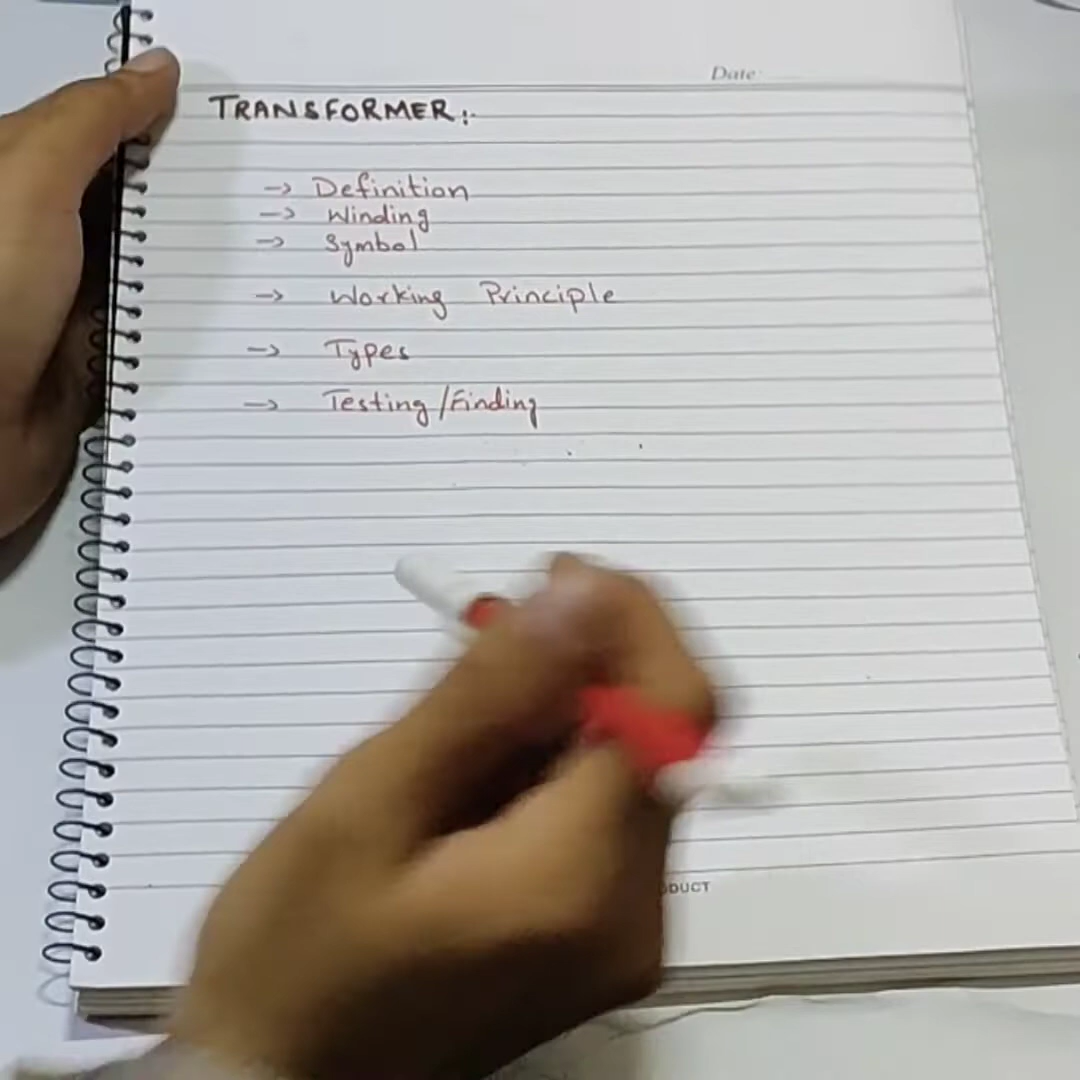 Date
TRANSFORMER:
→ Definition
→ Winding
→ Symbol
→ Working Principle
→ Types
→ Testing/Finding